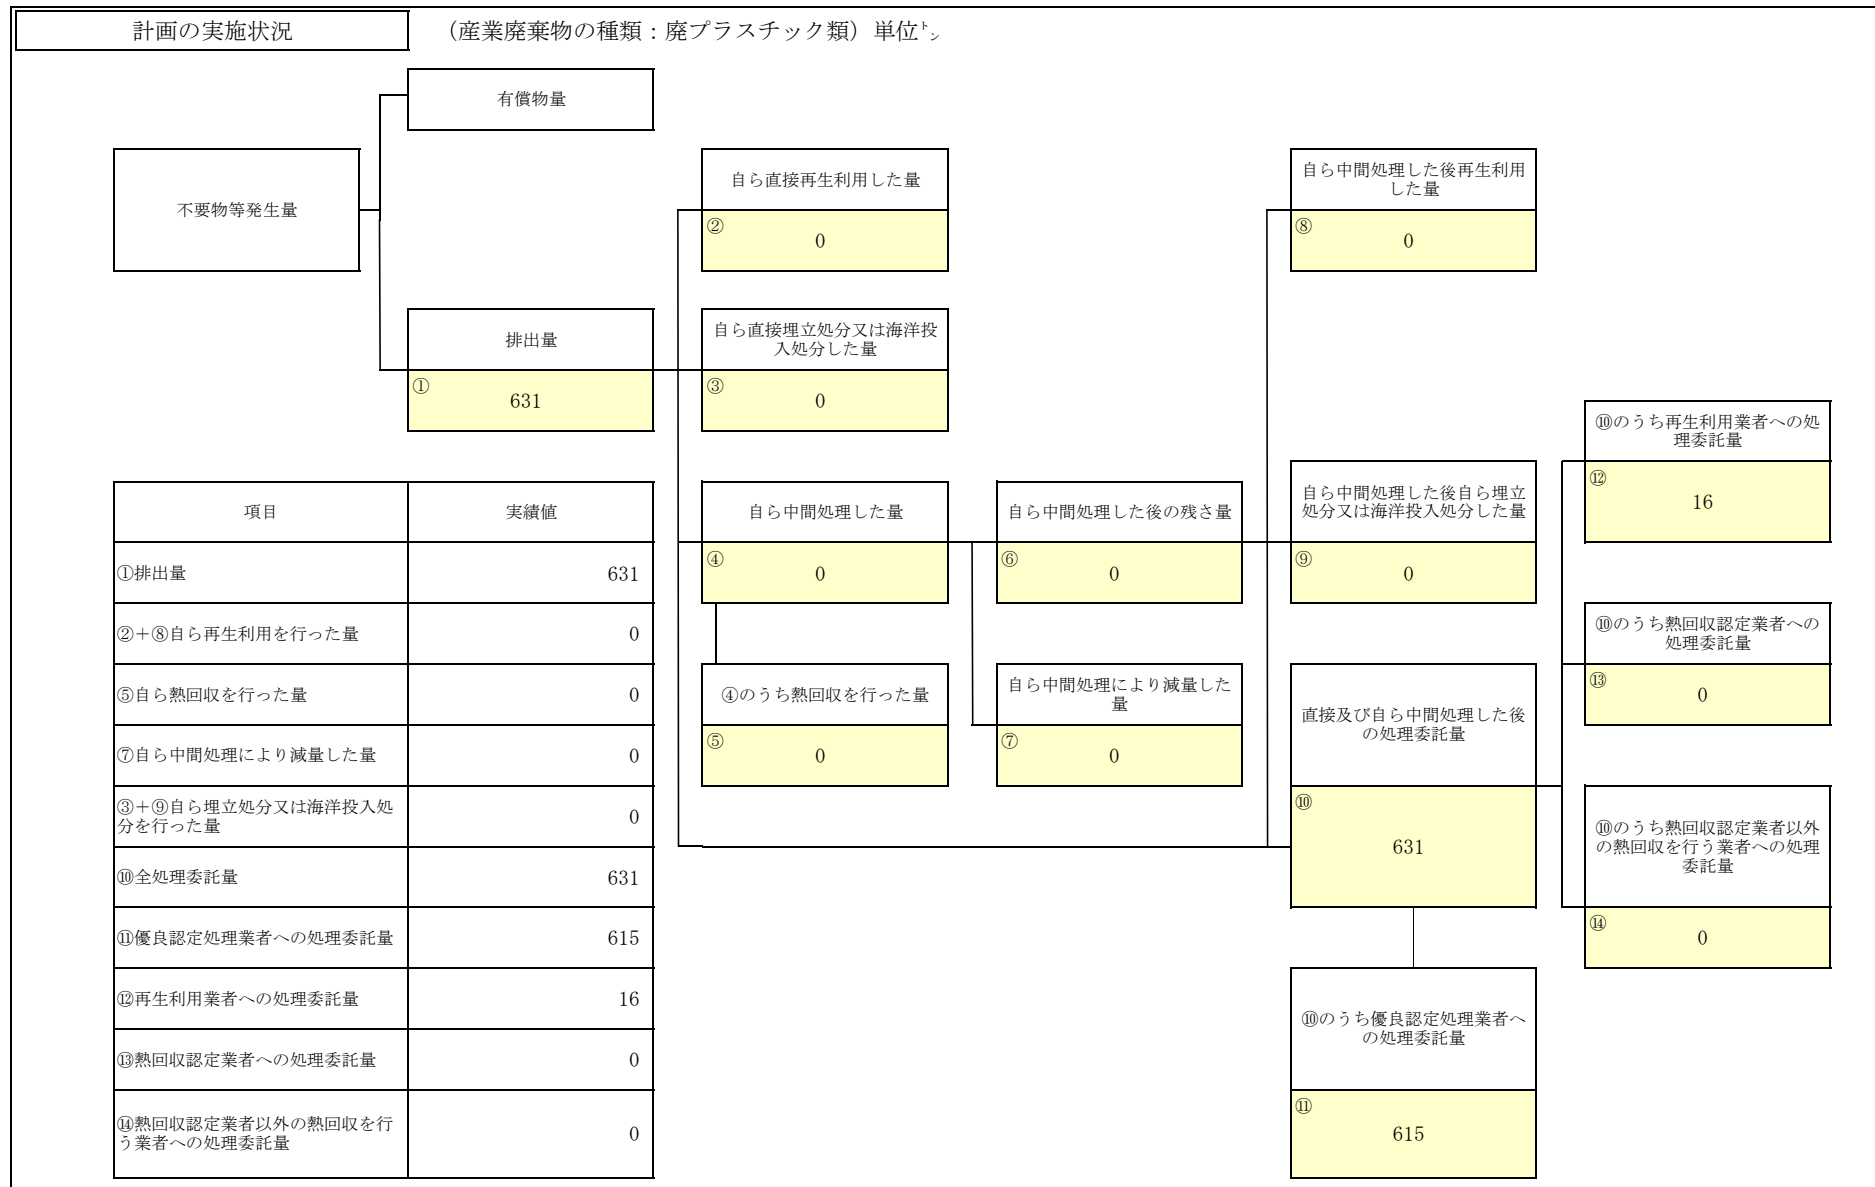 計画の実施状況
（産業廃棄物の種類：廃プラスチック類）単位㌧
有償物量
不要物等発生量
自ら直接再生利用した量
②
0
自ら中間処理した後再生利用
した量
⑧
0
排出量
①
631
自ら直接埋立処分又は海洋投
入処分した量
③
0
⑩のうち再生利用業者への処
理委託量
⑫
16
自ら中間処理した量
④
0
自ら中間処理した後の残さ量
⑥
0
自ら中間処理した後自ら埋立
処分又は海洋投入処分した量
⑨
0
⑩のうち熱回収認定業者への
処理委託量
⑬
0
④のうち熱回収を行った量
⑤
0
自ら中間処理により減量した
量
⑦
0
直接及び自ら中間処理した後
の処理委託量
⑩
631
⑩のうち熱回収認定業者以外
の熱回収を行う業者への処理
委託量
⑭
0
⑩のうち優良認定処理業者へ
の処理委託量
⑪
615
項目 実績値
①排出量 631
②＋⑧自ら再生利用を行った量 0
⑤自ら熱回収を行った量 0
⑦自ら中間処理により減量した量 0
③＋⑨自ら埋立処分又は海洋投入処
分を行った量 0
⑩全処理委託量 631
⑪優良認定処理業者への処理委託量 615
⑫再生利用業者への処理委託量 16
⑬熱回収認定業者への処理委託量 0
⑭熱回収認定業者以外の熱回収を行
う業者への処理委託量 0